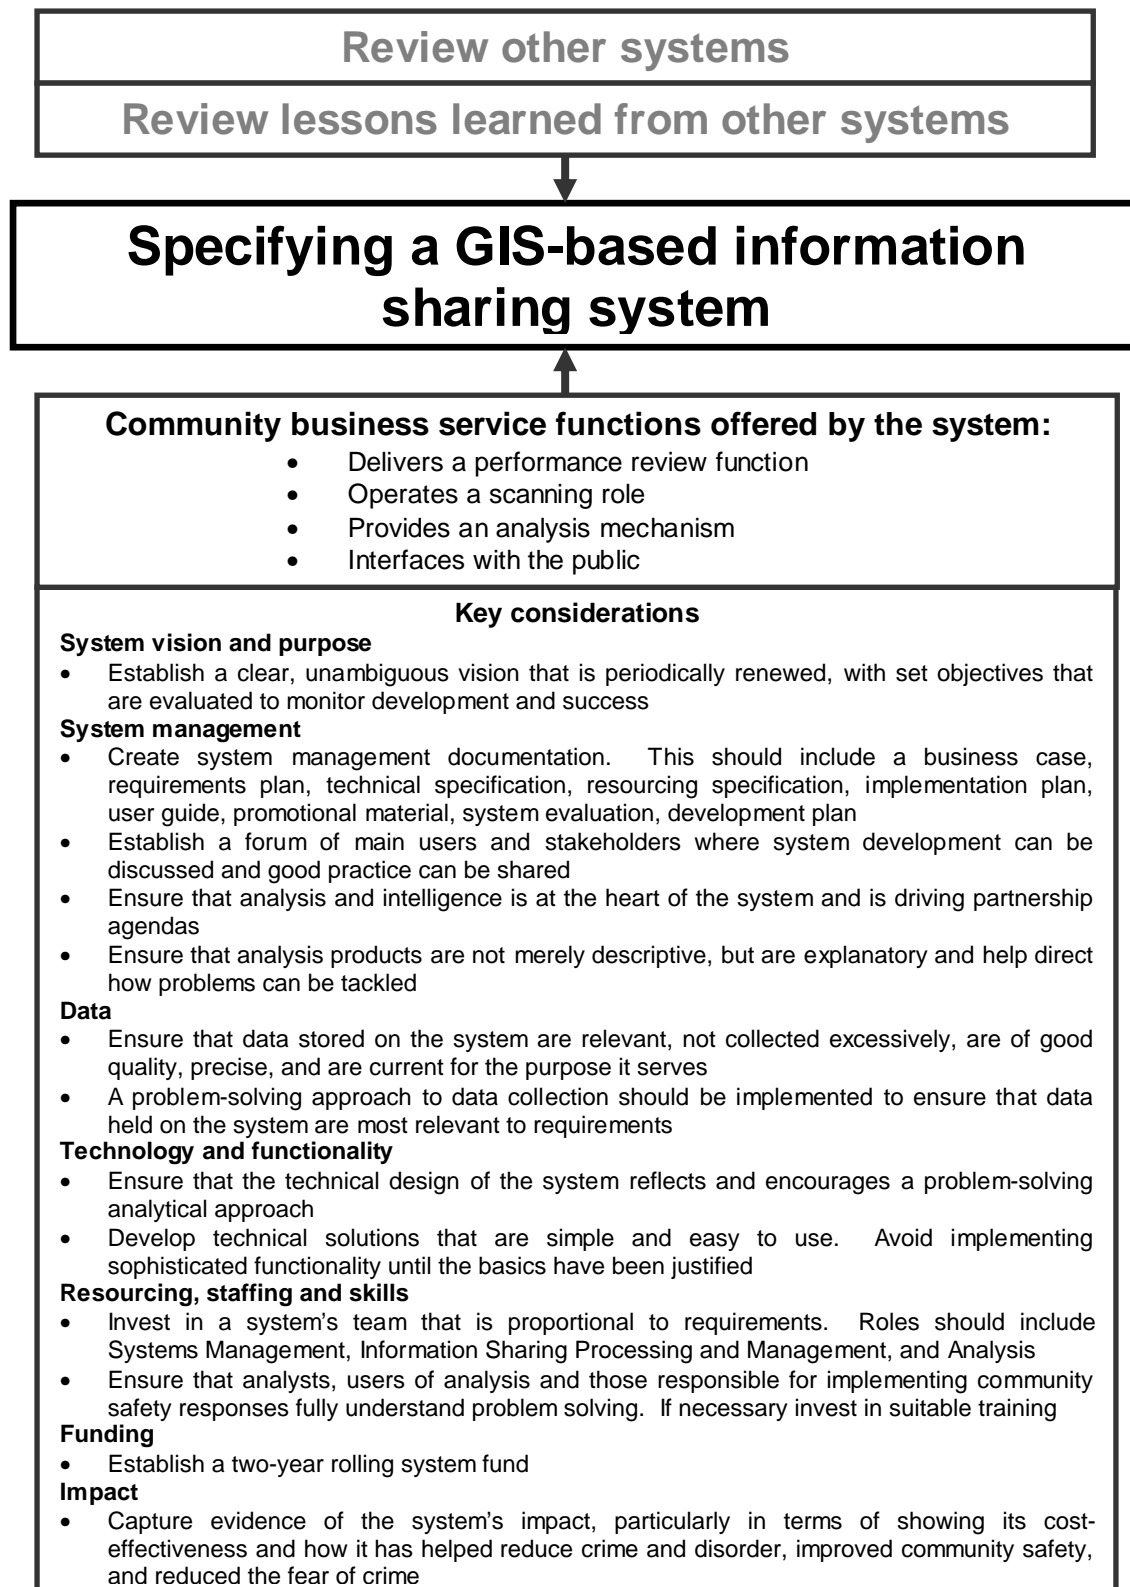 Review other systems
Review lessons learned from other systems
Specifying a GIS-based information
sharing system
Community business service functions offered by the system:
• Delivers a performance review function
• Operates a scanning role
• Provides an analysis mechanism
• Interfaces with the public
Key considerations
System vision and purpose
• Establish a clear, unambiguous vision that is periodically renewed, with set objectives that
are evaluated to monitor development and success
System management
• Create system management documentation. This should include a business case,
requirements plan, technical specification, resourcing specification, implementation plan,
user guide, promotional material, system evaluation, development plan
• Establish a forum of main users and stakeholders where system development can be
discussed and good practice can be shared
• Ensure that analysis and intelligence is at the heart of the system and is driving partnership
agendas
• Ensure that analysis products are not merely descriptive, but are explanatory and help direct
how problems can be tackled
Data
• Ensure that data stored on the system are relevant, not collected excessively, are of good
quality, precise, and are current for the purpose it serves
• A problem-solving approach to data collection should be implemented to ensure that data
held on the system are most relevant to requirements
Technology and functionality
• Ensure that the technical design of the system reflects and encourages a problem-solving
analytical approach
• Develop technical solutions that are simple and easy to use. Avoid implementing
sophisticated functionality until the basics have been justified
Resourcing, staffing and skills
• Invest in a system's team that is proportional to requirements. Roles should include
Systems Management, Information Sharing Processing and Management, and Analysis
• Ensure that analysts, users of analysis and those responsible for implementing community
safety responses fully understand problem solving. If necessary invest in suitable training
Funding
• Establish a two-year rolling system fund
Impact
• Capture evidence of the system's impact, particularly in terms of showing its cost-
effectiveness and how it has helped reduce crime and disorder, improved community safety,
and reduced the fear of crime